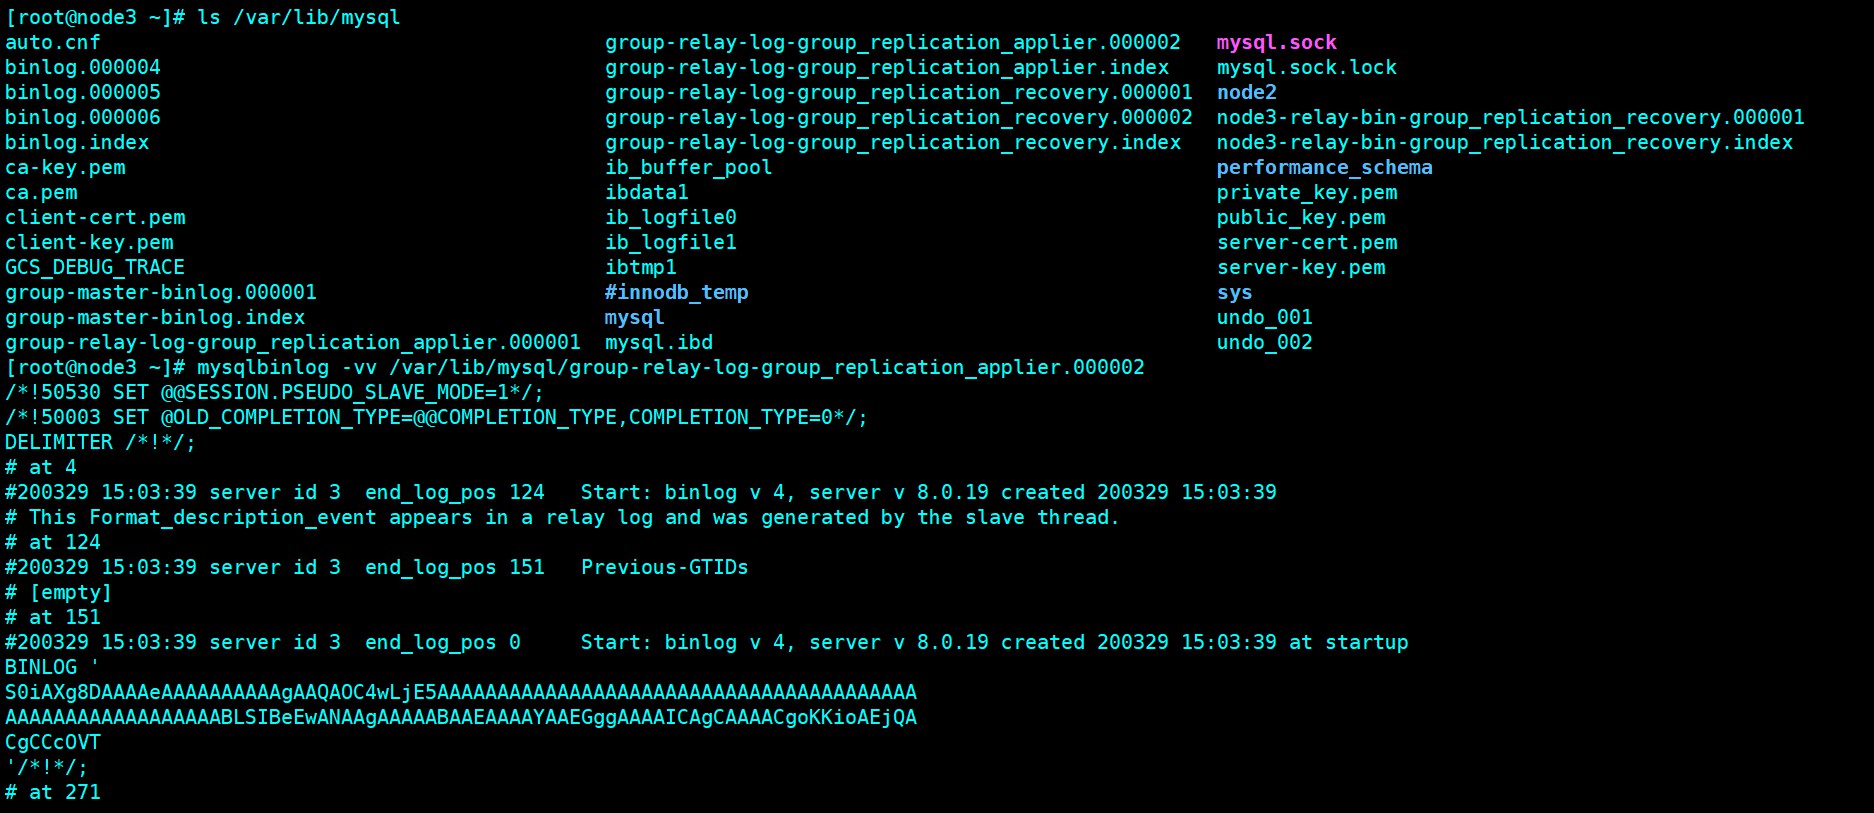 [root@node3 ~]# ls /var/lib/mysql
auto.cnf                                          group-relay-log-group_replication_applier.000002   mysql.sock
binlog.000004                                     group-relay-log-group_replication_applier.index    mysql.sock.lock
binlog.000005                                     group-relay-log-group_replication_recovery.000001  node2
binlog.000006                                     group-relay-log-group_replication_recovery.000002  node3-relay-bin-group_replication_recovery.000001
binlog.index                                      group-relay-log-group_replication_recovery.index   node3-relay-bin-group_replication_recovery.index
ca-key.pem                                        ib_buffer_pool                                     performance_schema
ca.pem                                            ibdata1                                            private_key.pem
client-cert.pem                                   ib_logfile0                                        public_key.pem
client-key.pem                                    ib_logfile1                                        server-cert.pem
GCS_DEBUG_TRACE                                   ibtmp1                                             server-key.pem
group-master-binlog.000001                        #innodb_temp                                       sys
group-master-binlog.index                         mysql                                              undo_001
group-relay-log-group_replication_applier.000001  mysql.ibd                                          undo_002
[root@node3 ~]# mysqlbinlog -vv /var/lib/mysql/group-relay-log-group_replication_applier.000002
/*!50530 SET @@SESSION.PSEUDO_SLAVE_MODE=1*/;
/*!50003 SET @OLD_COMPLETION_TYPE=@@COMPLETION_TYPE,COMPLETION_TYPE=0*/;
DELIMITER /*!*/;
# at 4
#200329 15:03:39 server id 3  end_log_pos 124   Start: binlog v 4, server v 8.0.19 created 200329 15:03:39
# This Format_description_event appears in a relay log and was generated by the slave thread.
# at 124
#200329 15:03:39 server id 3  end_log_pos 151   Previous-GTIDs
# [empty]
# at 151
#200329 15:03:39 server id 3  end_log_pos 0     Start: binlog v 4, server v 8.0.19 created 200329 15:03:39 at startup
BINLOG '
S0iAXg8DAAAAeAAAAAAAAAAgAAQAOC4wLjE5AAAAAAAAAAAAAAAAAAAAAAAAAAAAAAAAAAAAAAAA
AAAAAAAAAAAAAAAAAAAABLSIBeEwANAAgAAAAABAAEAAAAYAAEGggAAAAICAgCAAAACgoKKioAEjQA
CgCCcOVT
'/*!*/;
# at 271